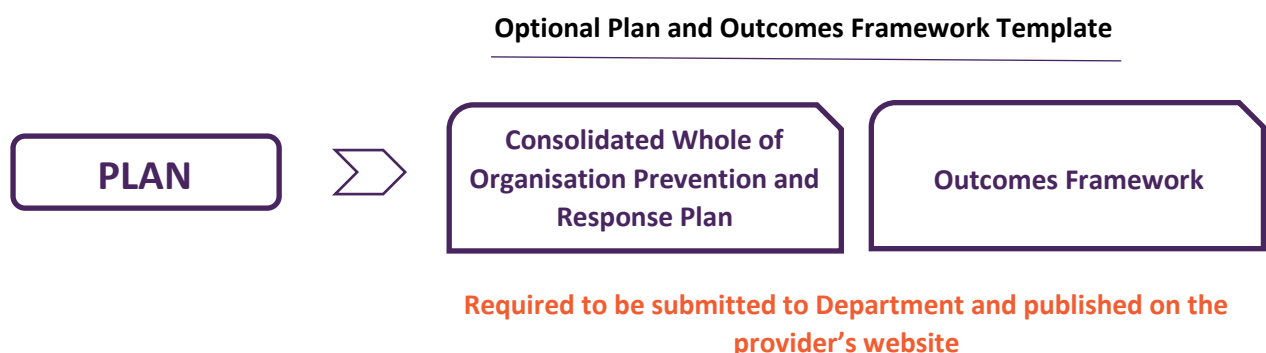 Optional Plan and Outcomes Framework Template
PLAN
Consolidated Whole of
Organisation Prevention and
Response Plan
Outcomes Framework
Required to be submitted to Department and published on the
provider's website